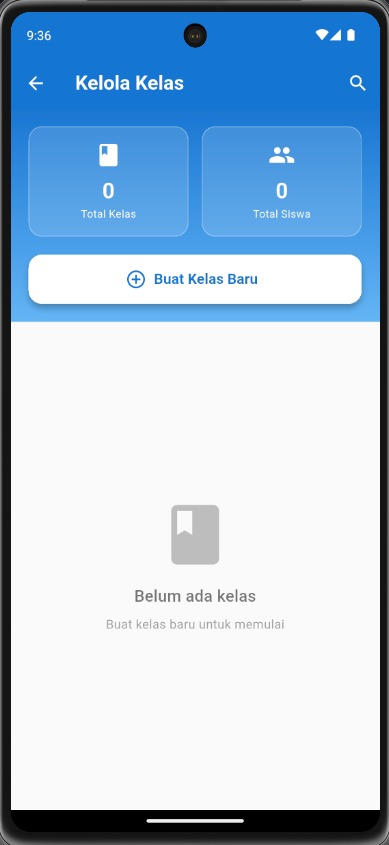 9:36
Kelola Kelas
0
Total Kelas
0
Total Siswa
Buat Kelas Baru
Belum ada kelas
Buat kelas baru untuk memulai